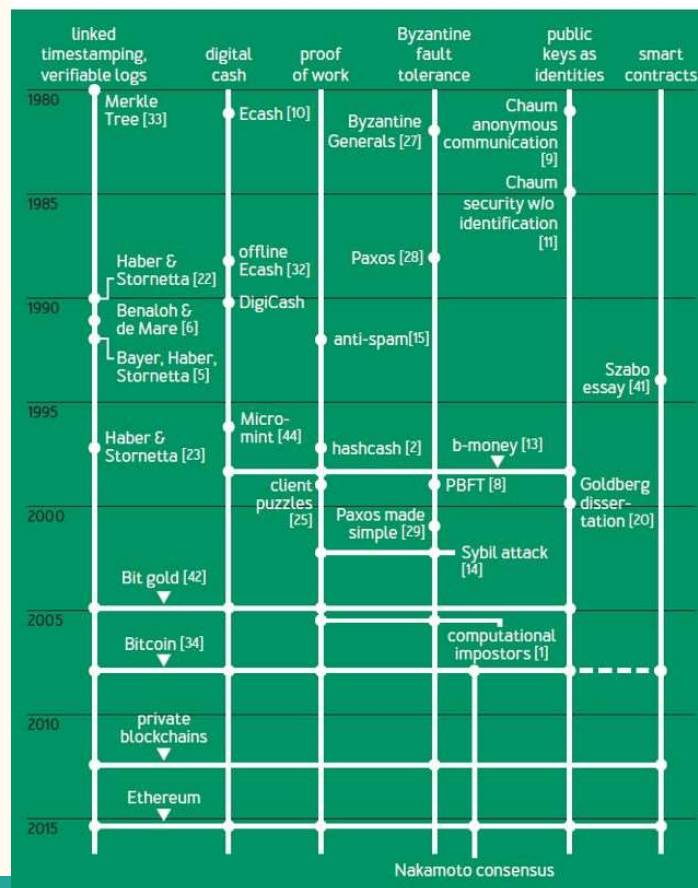 linked
timestamping,
verifiable logs
digital
cash
proof
of work
Byzantine
fault
tolerance
public
keys as
identities
smart
contracts
1980
Merkle
Tree [33]
Ecash [10]
Byzantine
Generals [27]
Chaum
anonymous
communication
[9]
1985
Chaum
security w/o
identification
[11]
Haber &
Stornetta [22]
offline
Ecash [32]
Paxos [28]
1990
DigiCash
Benaloh &
de Mare [6]
anti-spam[15]
Bayer, Haber,
Stornetta [5]
Szabo
essay [41]
1995
Micro-
mint [44]
Haber &
Stornetta [23]
hashcash [2]
b-money [13]
client
puzzles
[25]
PBFT [8]
Goldberg
disser-
tation [20]
2000
Paxos made
simple [29]
Sybil attack
[14]
Bit gold [42]
2005
Bitcoin [34]
computational
impostors [1]
2010
private
blockchains
Ethereum
2015
Nakamoto consensus